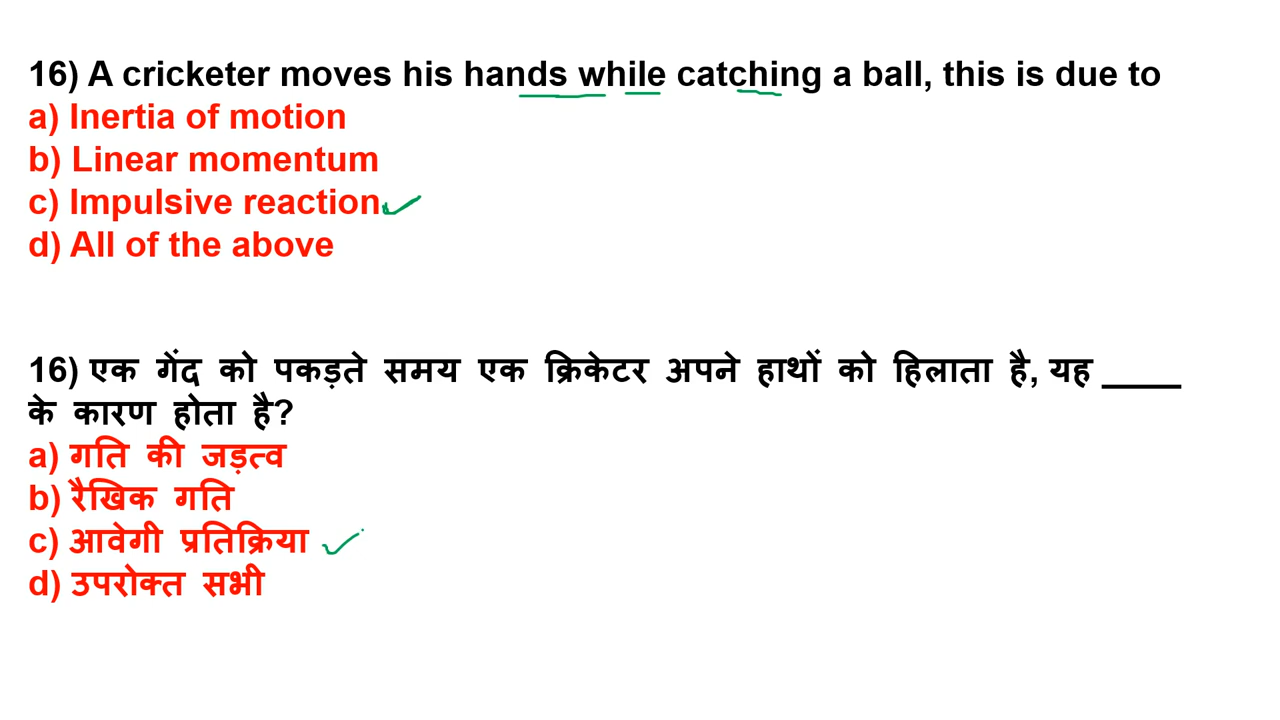 16) A cricketer moves his hands while catching a ball, this is due to
a) Inertia of motion
b) Linear momentum
c) Impulsive reaction
d) All of the above
16) एक गेंद को पकड़ते समय एक क्रिकेटर अपने हाथों को हिलाता है, यह ____
के कारण होता है?
a) गति की जड़त्व
b) रैखिक गति
c) आवेगी प्रतिक्रिया
d) उपरोक्त सभी